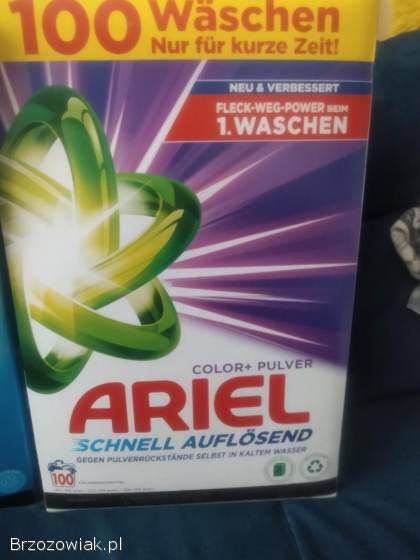 100 Wäschen
Nur für kurze Zeit!
NEU & VERBESSERT
FLECK-WEG-POWER BEIM
1. WASCHEN
COLOR+ PULVER
ARIEL
SCHNELL AUFLÖSEND
GEGEN PULVERRÜCKSTÄNDE SELBST IN KALTEM WASSER
100
Brzozowiak.pl